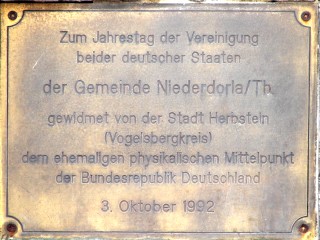 Zum Jahrestag der Vereinigung
beider deutscher Staaten
der Gemeinde Niederdorla/Th.
gewidmet von der Stadt Herbstein
(Vogelsbergkreis)
dem ehemaligen physikalischen Mittelpunkt
der Bundesrepublik Deutschland
3. Oktober 1992